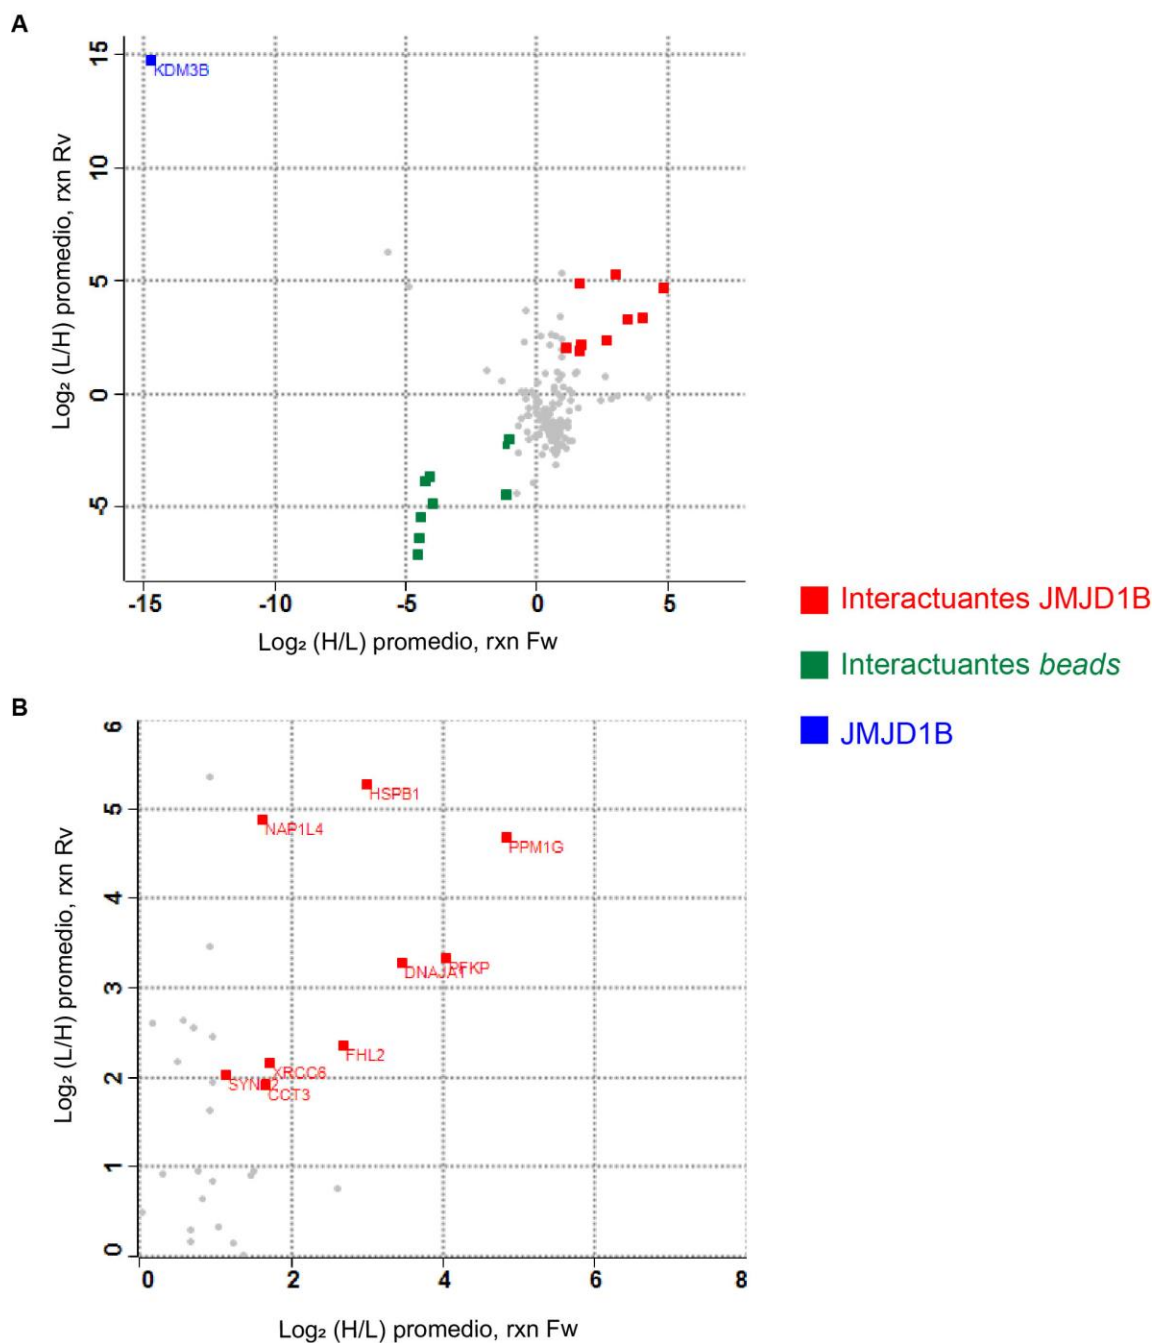 A
15
10
5
0
-5
KDM3B
Log₂ (L/H) promedio, rxn Rv
-15
-10
-5
0
5
Log₂ (H/L) promedio, rxn Fw
Interactuantes JMJD1B
Interactuantes beads
JMJD1B
B
6
5
4
3
2
1
0
Log₂ (L/H) promedio, rxn Rv
HSPB1
NAP1L4
PPM1G
DNAJA1
PFKP
FHL2
XRCC6
CCT3
0
2
4
6
8
Log₂ (H/L) promedio, rxn Fw